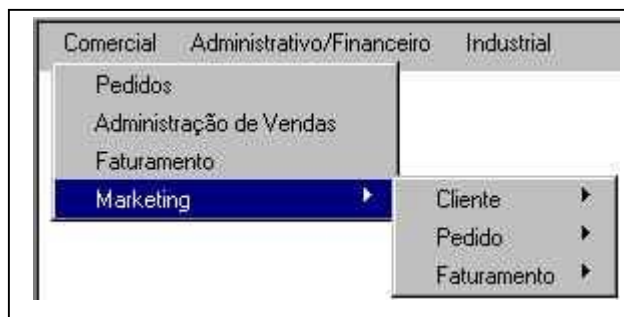 Comercial Administrativo/Financeiro Industrial
Pedidos
Administração de Vendas
Faturamento
Marketing
Cliente
Pedido
Faturamento